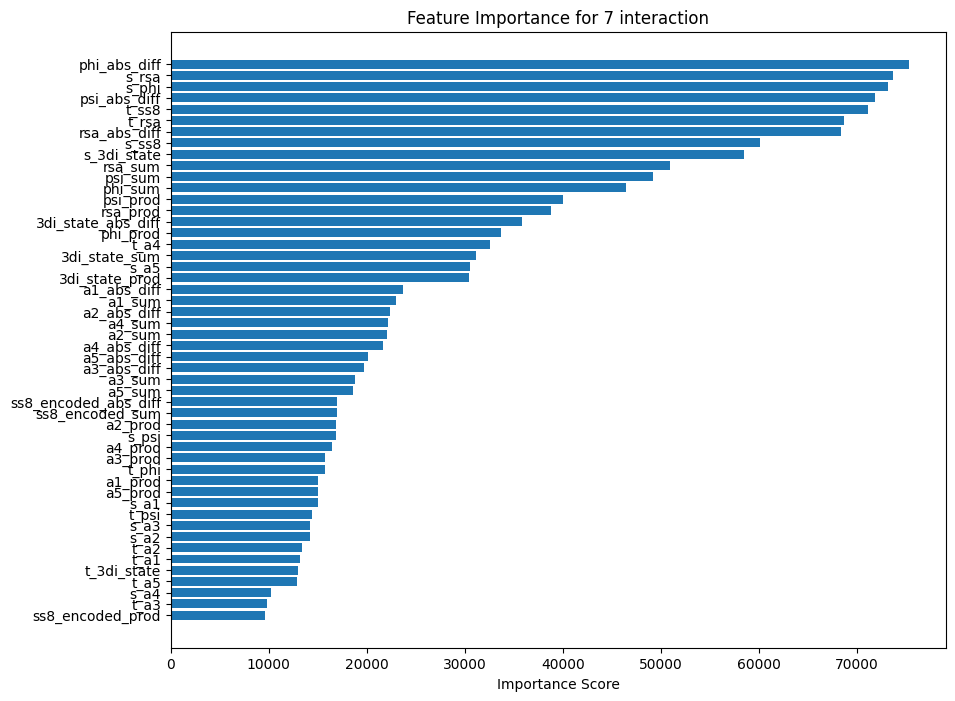 Feature Importance for 7 interaction
phi_abs_diff
s_rsa
s_phi
psi_abs_diff
t_ss8
t_rsa
rsa_abs_diff
s_ss8
s_3di_state
rsa_sum
psi_sum
phi_sum
psi_prod
rsa_prod
3di_state_abs_diff
phi_prod
t_a4
3di_state_sum
s_a5
3di_state_prod
a1_abs_diff
a1_sum
a2_abs_diff
a4_sum
a2_sum
a4_abs_diff
a5_abs_diff
a3_abs_diff
a3_sum
a5_sum
ss8_encoded_abs_diff
ss8_encoded_sum
a2_prod
s_psi
a4_prod
a3_prod
t_phi
a1_prod
a5_prod
s_a1
t_psi
s_a3
s_a2
t_a2
t_a1
t_3di_state
t_a5
s_a4
t_a3
ss8_encoded_prod
0 10000 20000 30000 40000 50000 60000 70000
Importance Score